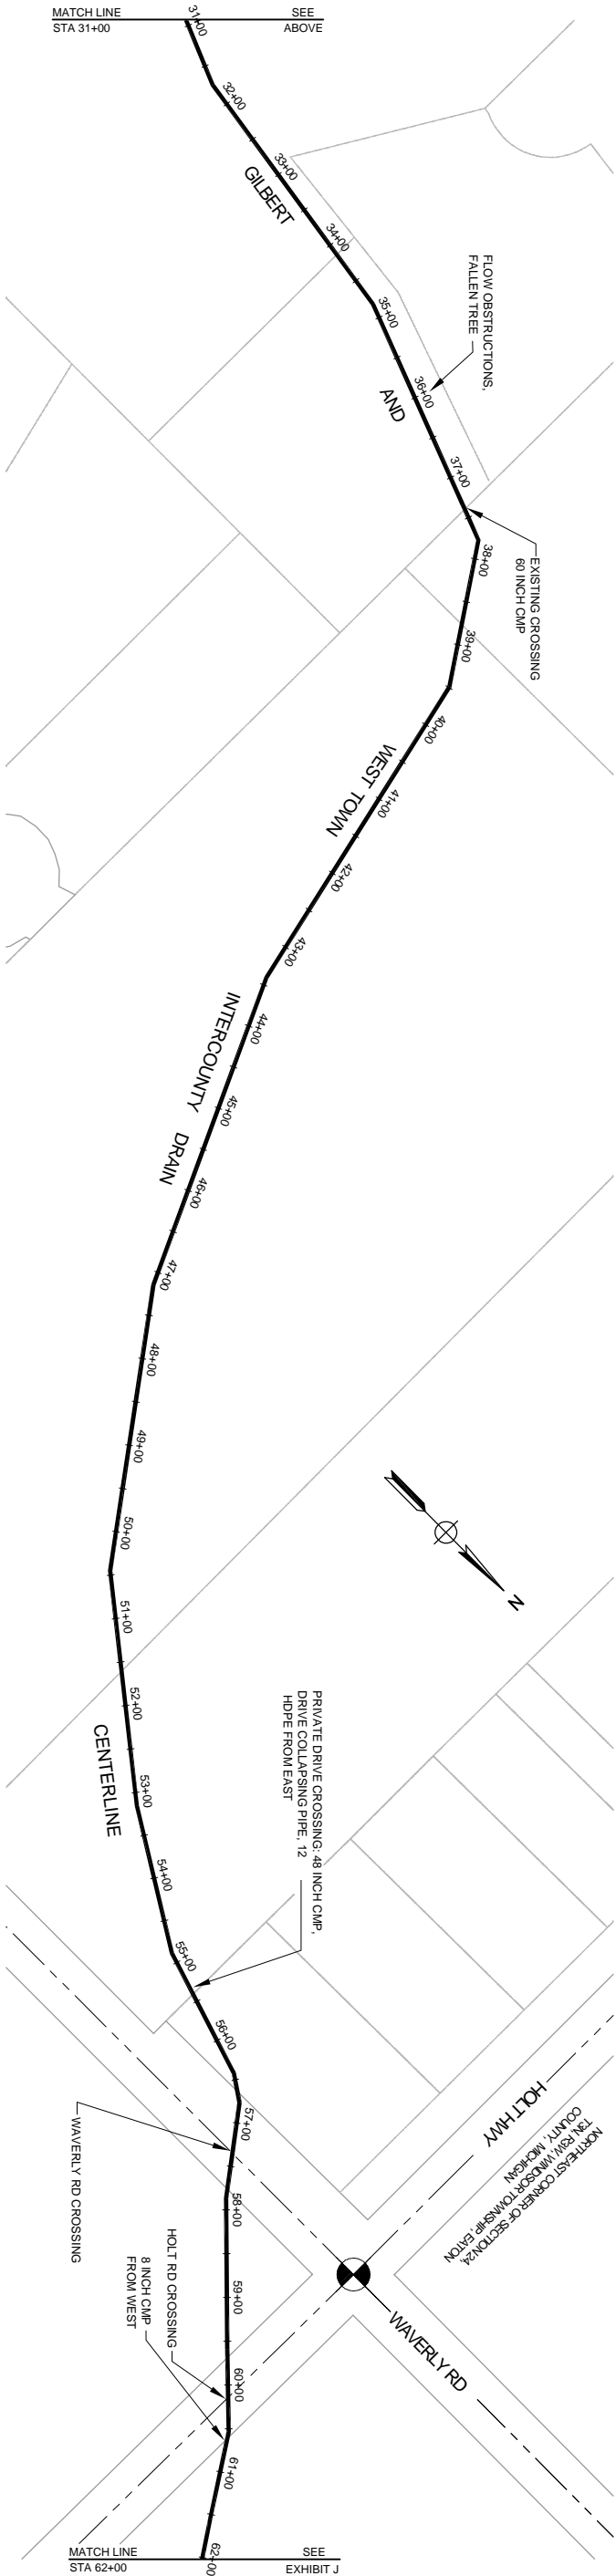 MATCH LINE SEE
STA 31+00 ABOVE
31+00
32+00
33+00
GILBERT
34+00
35+00
FLOW OBSTRUCTIONS,
FALLEN TREE
36+00
AND
37+00
EXISTING CROSSING
60 INCH CMP
38+00
39+00
40+00
WEST TOWN
41+00
42+00
43+00
INTERCOUNTY DRAIN
44+00
45+00
46+00
47+00
48+00
49+00
N
50+00
51+00
52+00
CENTERLINE
53+00
PRIVATE DRIVE CROSSING: 48 INCH CMP,
DRIVE COLLAPSING PIPE, 12
HDPE FROM EAST
54+00
55+00
56+00
57+00
WAVERLY RD CROSSING
58+00
HOLT HWY
NORTHEAST CORNER OF SECTION 24,
T3N, R3W, WINDSOR TOWNSHIP, EATON
COUNTY, MICHIGAN
59+00
WAVERLY RD
HOLT RD CROSSING
8 INCH CMP
FROM WEST
60+00
61+00
62+00
MATCH LINE SEE
STA 62+00 EXHIBIT J